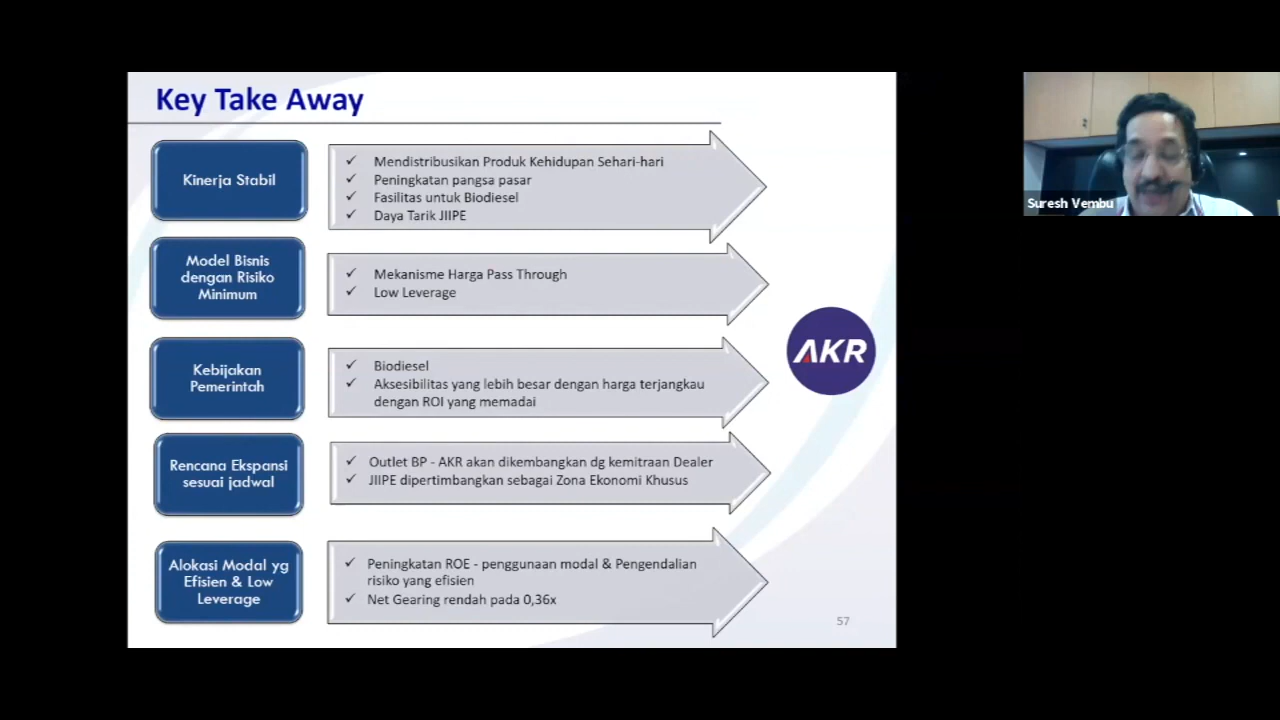 Key Take Away
Kinerja Stabil
✓ Mendistribusikan Produk Kehidupan Sehari-hari
✓ Peningkatan pangsa pasar
✓ Fasilitas untuk Biodiesel
✓ Daya Tarik JIIPE
Model Bisnis
dengan Risiko
Minimum
✓ Mekanisme Harga Pass Through
✓ Low Leverage
Kebijakan
Pemerintah
✓ Biodiesel
✓ Aksesibilitas yang lebih besar dengan harga terjangkau
dengan ROI yang memadai
Rencana Ekspansi
sesuai jadwal
✓ Outlet BP - AKR akan dikembangkan dg kemitraan Dealer
✓ JIIPE dipertimbangkan sebagai Zona Ekonomi Khusus
Alokasi Modal yg
Efisien & Low
Leverage
✓ Peningkatan ROE - penggunaan modal & Pengendalian
risiko yang efisien
✓ Net Gearing rendah pada 0,36x
AKR
57
Suresh Vembu